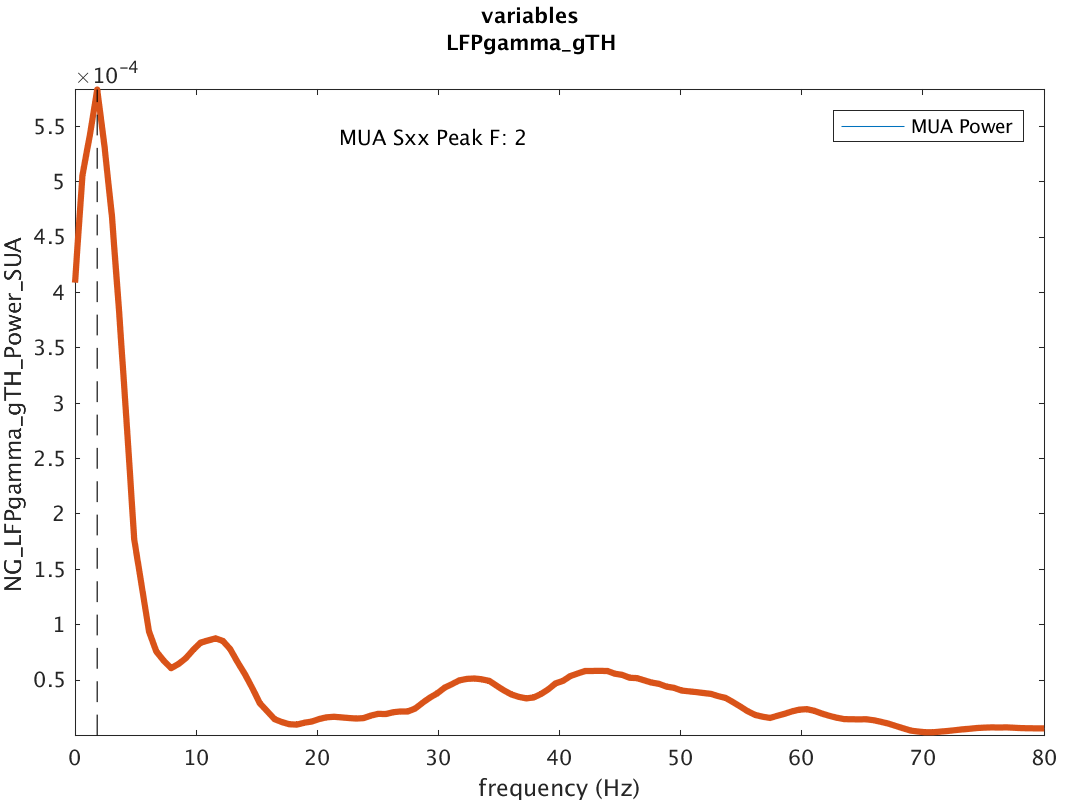 variables
LFPgamma_gTH
×10⁻⁴
MUA Sxx Peak F: 2
MUA Power
5.5
5
4.5
4
3.5
3
2.5
2
1.5
1
0.5
NG_LFPgamma_gTH_Power_SUA
0 10 20 30 40 50 60 70 80
frequency (Hz)